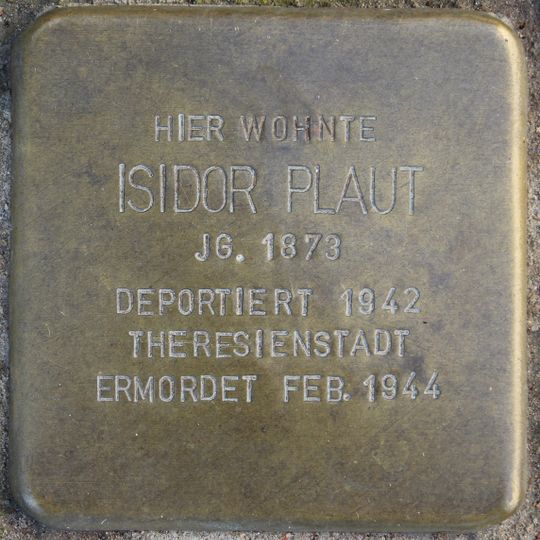 HIER WOHNTE
ISIDOR PLAUT
JG. 1873
DEPORTIERT 1942
THERESIENSTADT
ERMORDET FEB. 1944